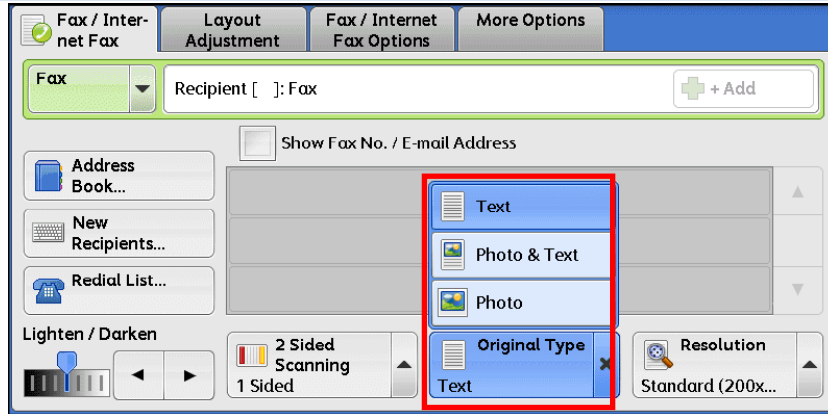 Fax / Inter-
net Fax
Layout
Adjustment
Fax / Internet
Fax Options
More Options
Fax
Recipient [  ]: Fax
+ Add
Show Fax No. / E-mail Address
Address
Book...
New
Recipients...
Redial List...
Text
Photo & Text
Photo
Lighten / Darken
2 Sided
Scanning
1 Sided
Original Type
Text
Resolution
Standard (200x...